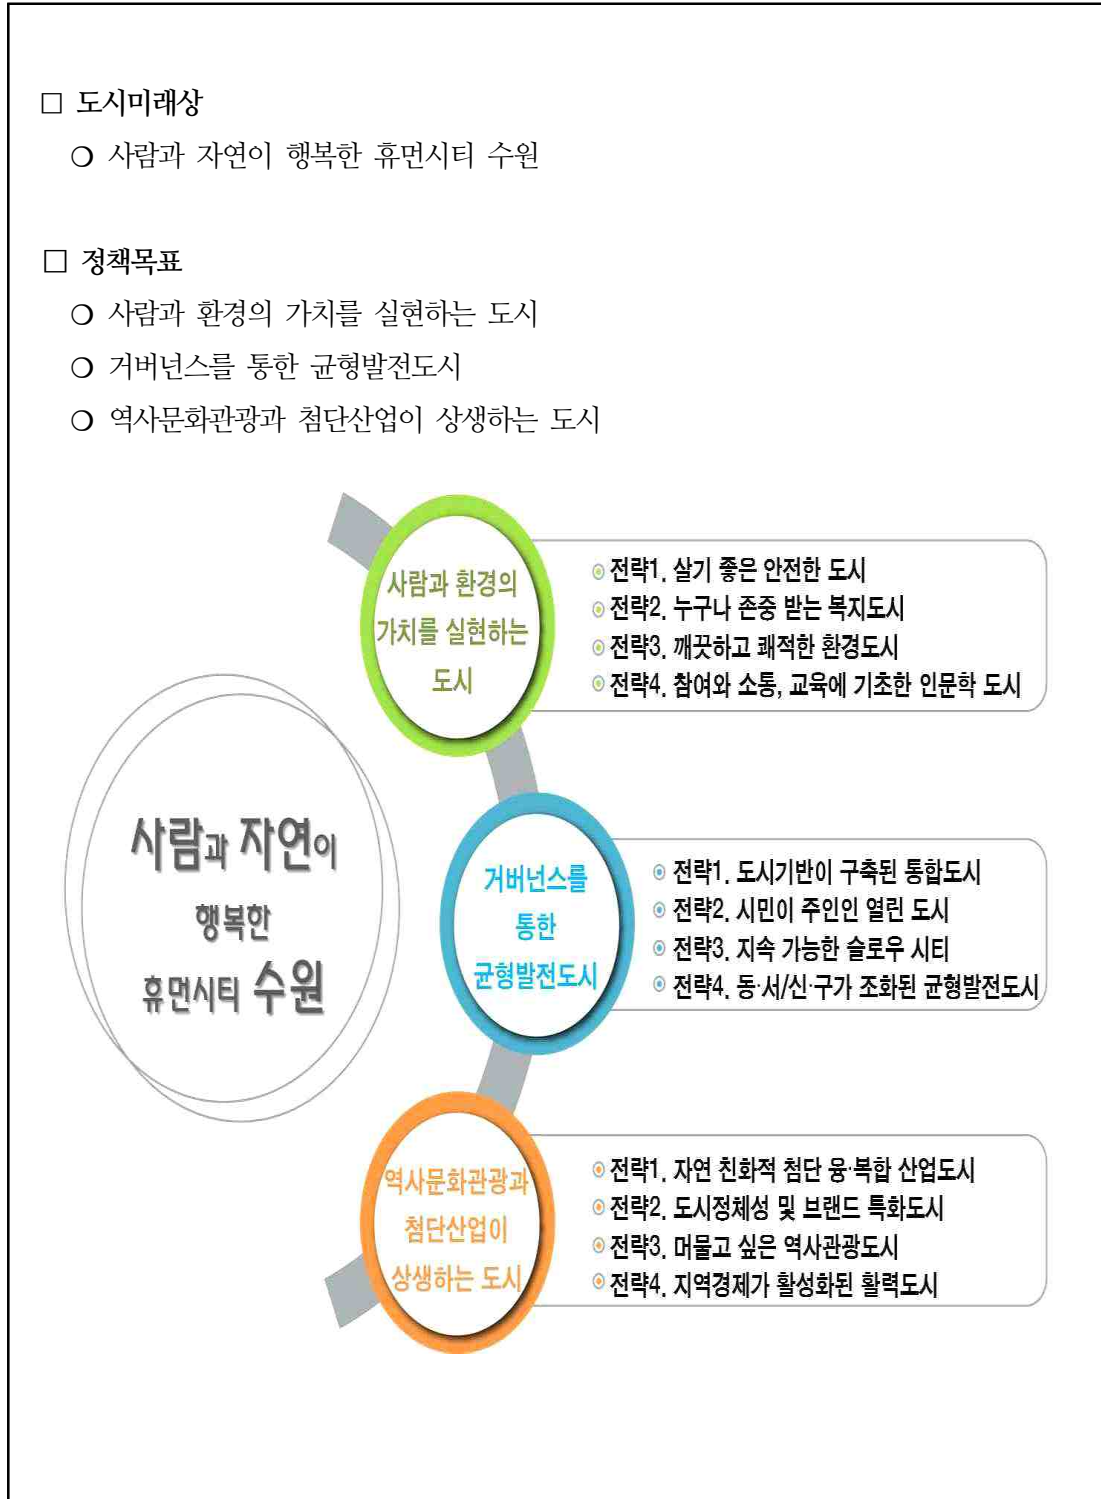 □ 도시미래상
❍ 사람과 자연이 행복한 휴먼시티 수원
□ 정책목표
❍ 사람과 환경의 가치를 실현하는 도시
❍ 거버넌스를 통한 균형발전도시
❍ 역사문화관광과 첨단산업이 상생하는 도시
사람과 환경의
가치를 실현하는
도시
전략1. 살기 좋은 안전한 도시
전략2. 누구나 존중 받는 복지도시
전략3. 깨끗하고 쾌적한 환경도시
전략4. 참여와 소통, 교육에 기초한 인문학 도시
사람과 자연이
행복한
휴먼시티 수원
거버넌스를
통한
균형발전도시
전략1. 도시기반이 구축된 통합도시
전략2. 시민이 주인인 열린 도시
전략3. 지속 가능한 슬로우 시티
전략4. 동·서/신·구가 조화된 균형발전도시
역사문화관광과
첨단산업이
상생하는 도시
전략1. 자연 친화적 첨단 융·복합 산업도시
전략2. 도시정체성 및 브랜드 특화도시
전략3. 머물고 싶은 역사관광도시
전략4. 지역경제가 활성화된 활력도시